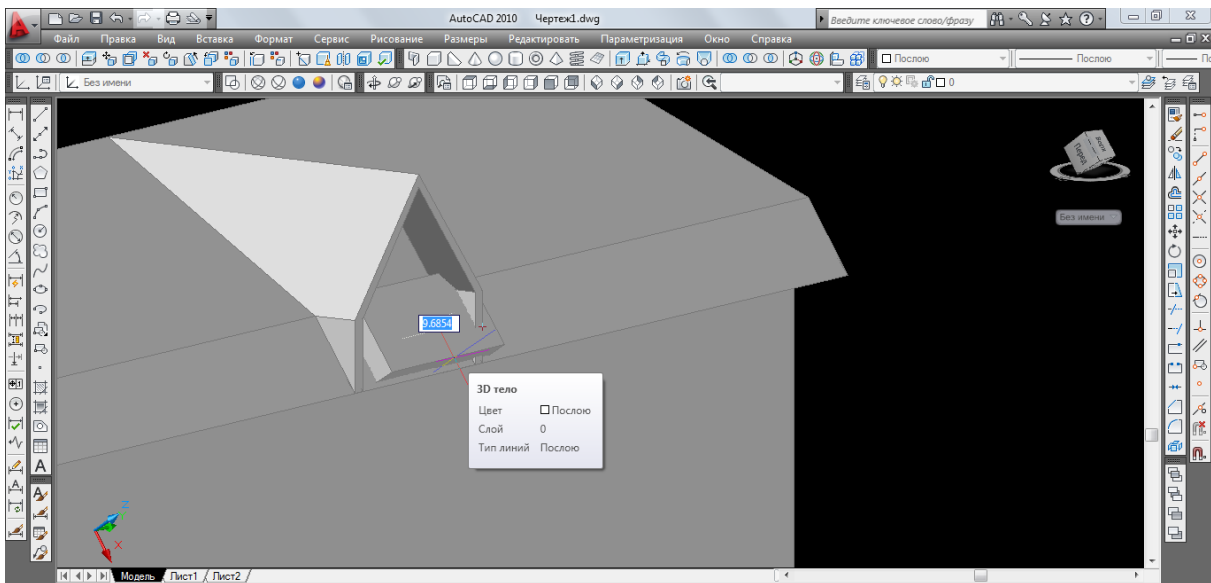 AutoCAD 2010 Чертеж1.dwg
Введите ключевое слово/фразу
Файл Правка Вид Вставка Формат Сервис Рисование Размеры Редактировать Параметризация Окно Справка
Послою Послою
Без имени 0
Перед Верх
Без имени
9.6854
3D тело
Цвет Послою
Слой 0
Тип линий Послою
Z
X
Модель Лист1 Лист2